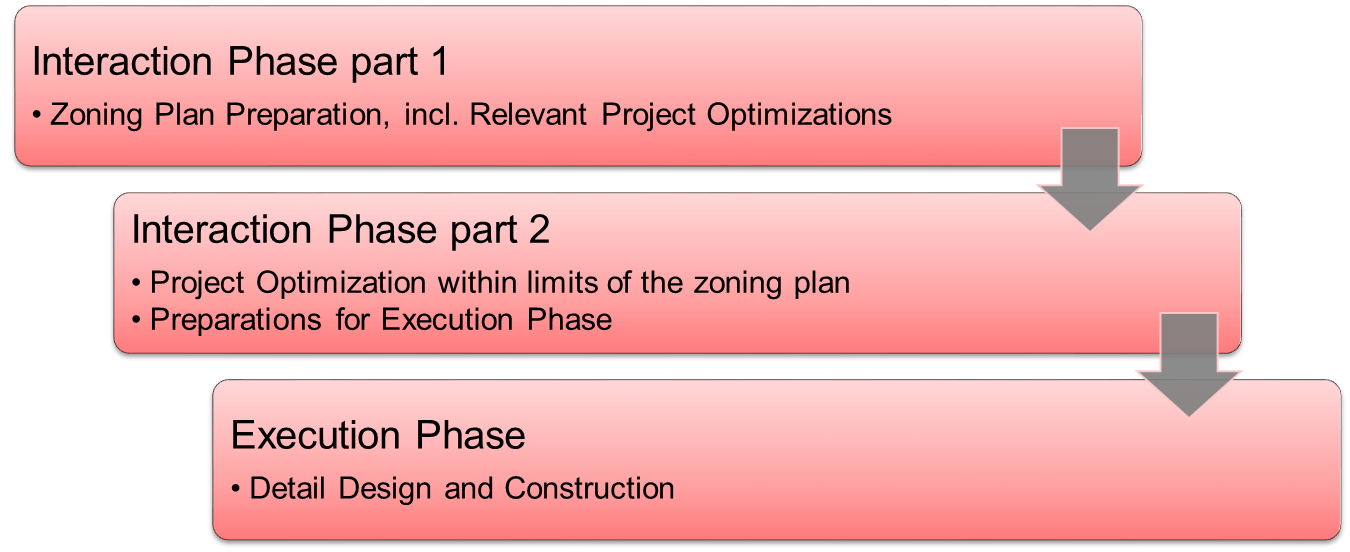 Interaction Phase part 1
• Zoning Plan Preparation, incl. Relevant Project Optimizations
Interaction Phase part 2
• Project Optimization within limits of the zoning plan
• Preparations for Execution Phase
Execution Phase
• Detail Design and Construction